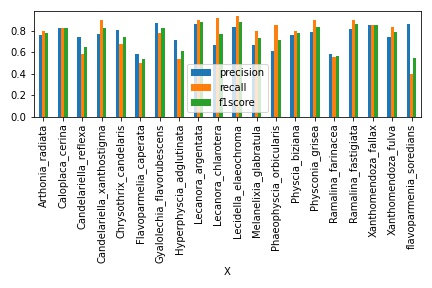 0.8
0.6
0.4
0.2
0.0
precision
recall
f1score
Arthonia_radiata
Caloplaca_cerina
Candelariella_reflexa
Candelariella_xanthostigma
Chrysothrix_candelaris
Flavoparmelia_caperata
Gyalolechia_flavorubescens
Hyperphyscia_adglutinata
Lecanora_argentata
Lecanora_chlarotera
Lecidella_elaeochroma
Melanelixia_glabratula
Phaeophyscia_orbicularis
Physcia_biziana
Physconia_grisea
Ramalina_farinacea
Ramalina_fastigiata
Xanthomendoza_fallax
Xanthomendoza_fulva
flavoparmenia_soredians
X